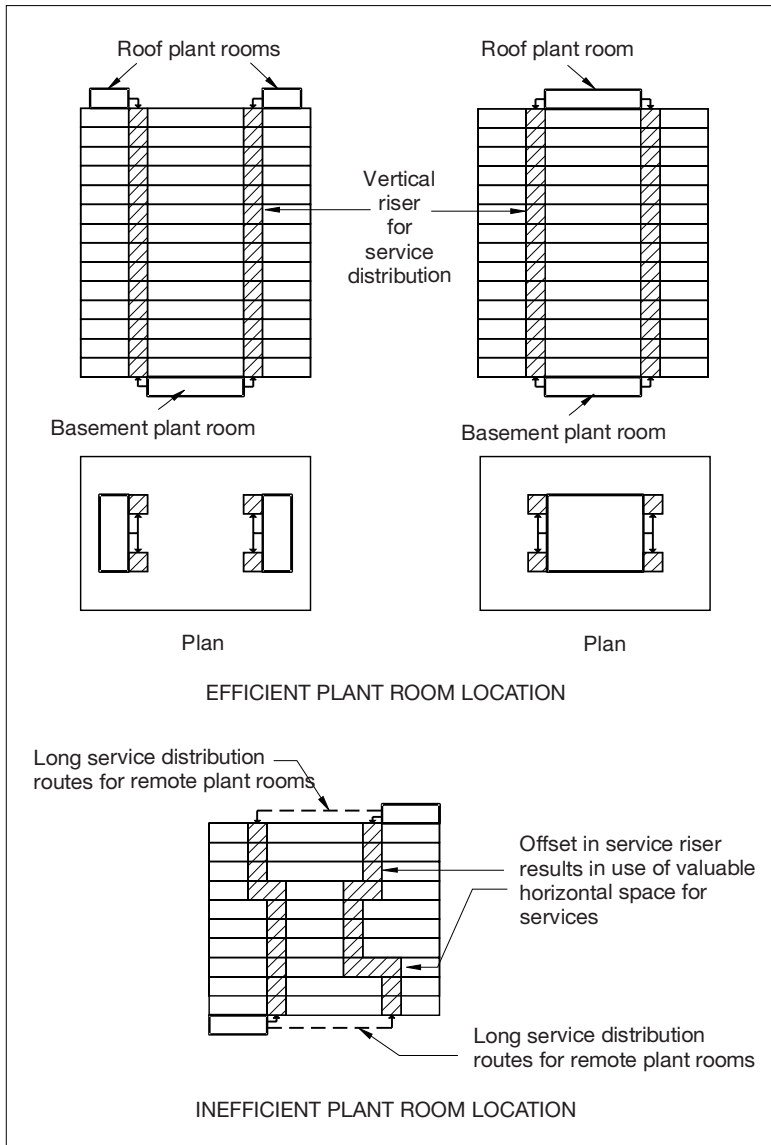 Roof plant rooms
Roof plant room
Vertical
riser
for
service
distribution
Basement plant room
Basement plant room
Plan
Plan
EFFICIENT PLANT ROOM LOCATION
Long service distribution
routes for remote plant rooms
Offset in service riser
results in use of valuable
horizontal space for
services
Long service distribution
routes for remote plant rooms
INEFFICIENT PLANT ROOM LOCATION